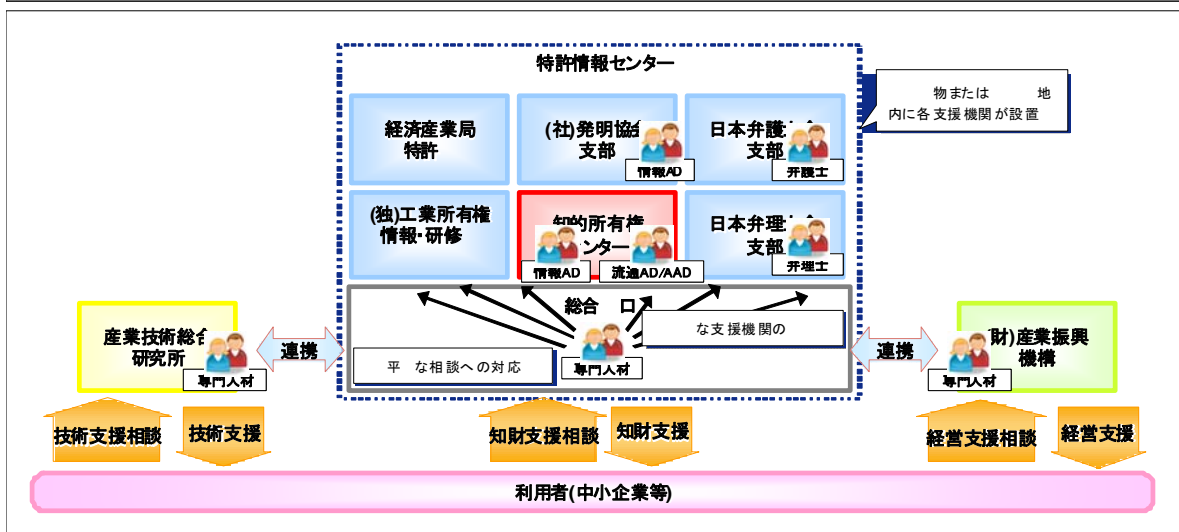 特許情報センター
物または 地
内に各支援機関が設置
経済産業局
特許
(社)発明協会
支部
情報AD
日本弁護
支部
弁護士
(独)工業所有権
情報・研修
知的所有権
センター
情報AD
流通AD/AAD
日本弁理
支部
弁理士
総合 口
な支援機関の
平 な相談への対応
専門人材
産業技術総合
研究所
専門人材
連携
連携
財)産業振興
機構
専門人材
技術支援相談
技術支援
知財支援相談
知財支援
経営支援相談
経営支援
利用者(中小企業等)